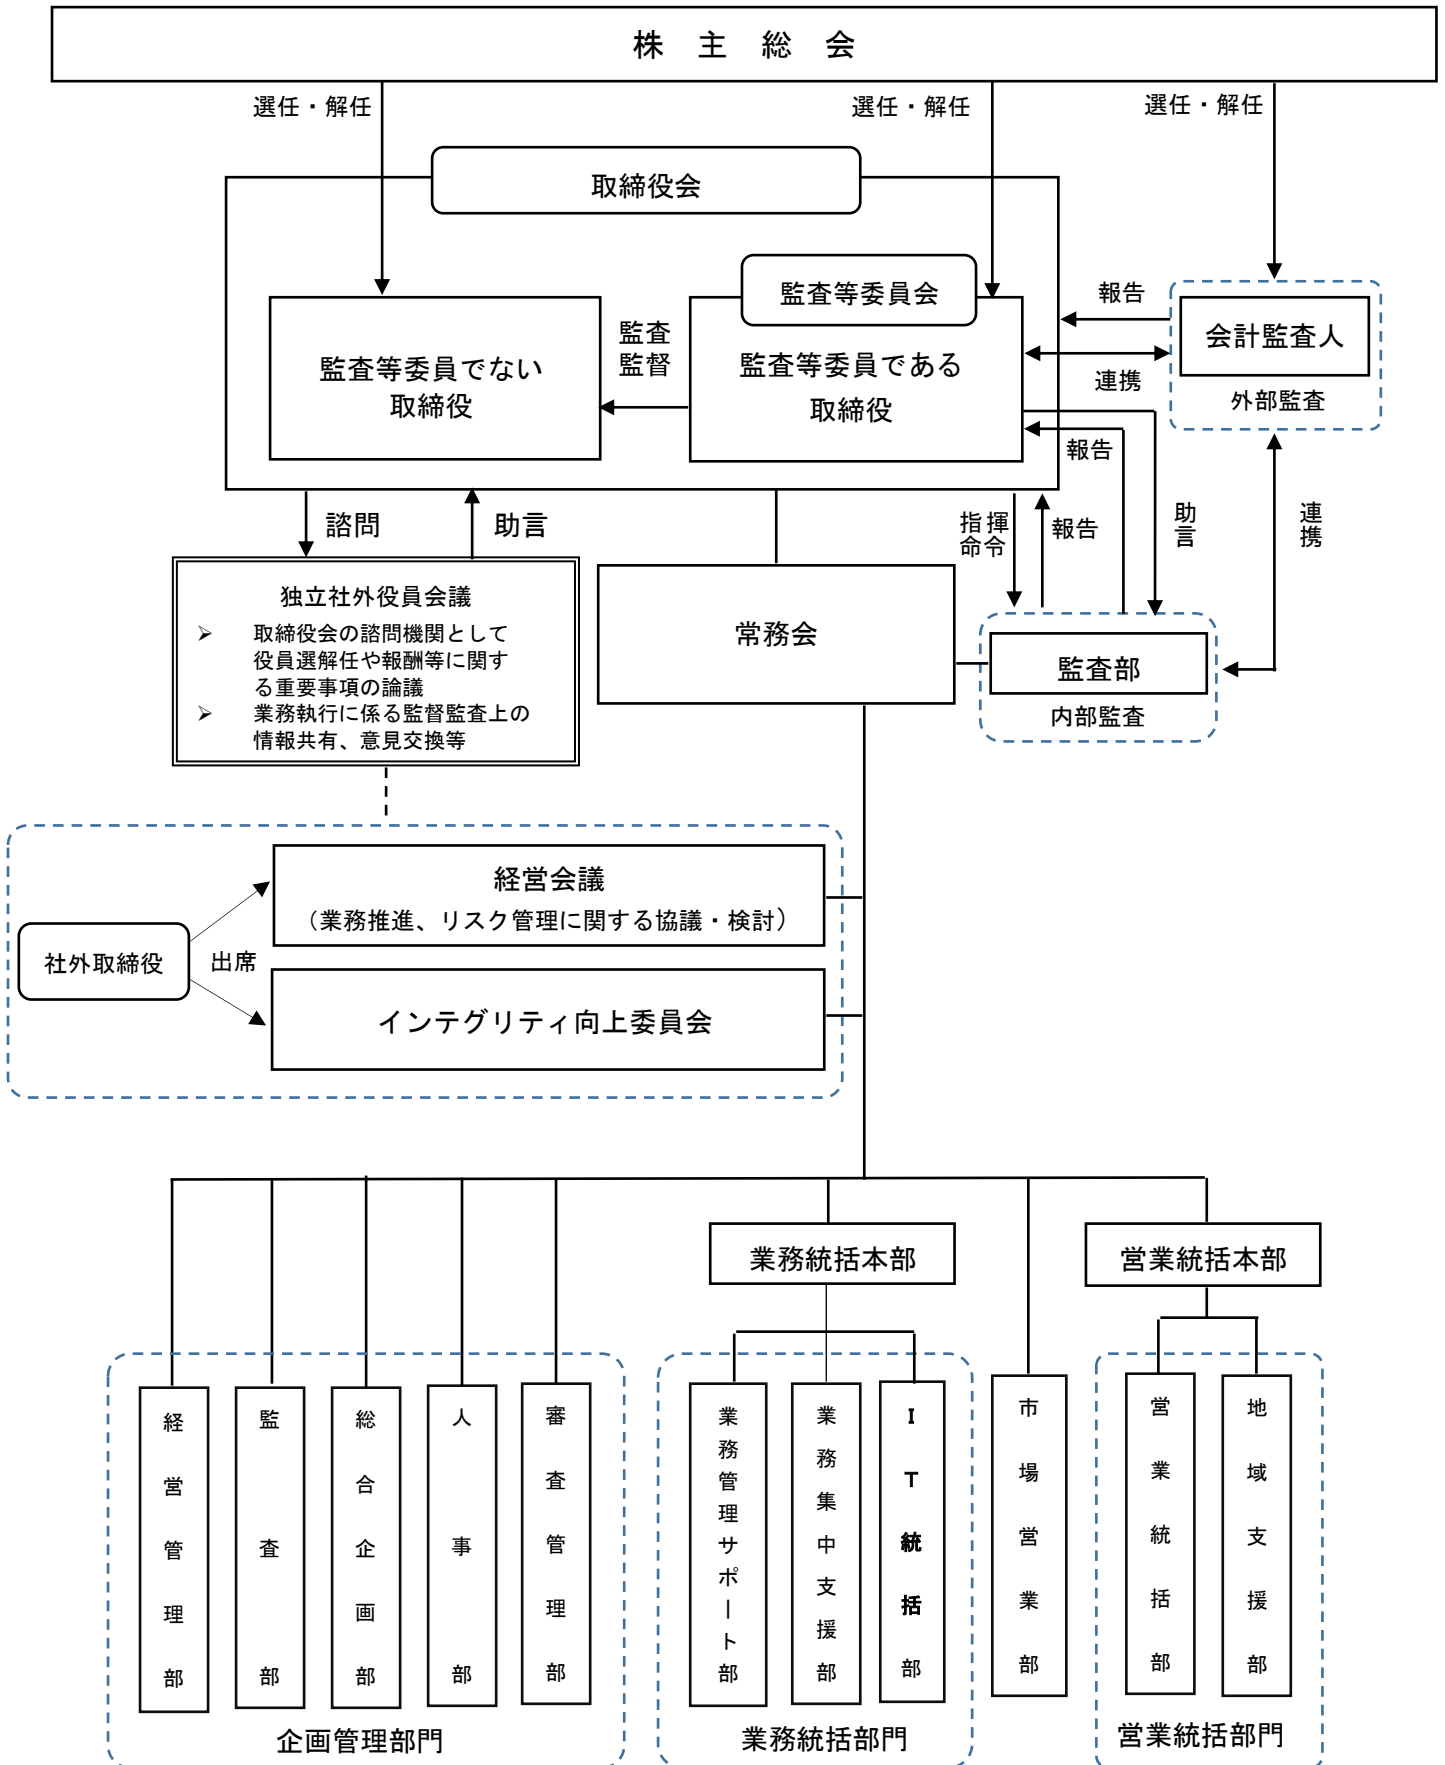 株 主 総 会
選任・解任
選任・解任
選任・解任
取締役会
監査等委員会
報告
会計監査人
監査
監督
監査等委員でない
取締役
監査等委員である
取締役
連携
外部監査
報告
諮問
助言
指揮
命令
報告
助言
連携
独立社外役員会議
➢ 取締役会の諮問機関として
役員選解任や報酬等に関す
る重要事項の論議
➢ 業務執行に係る監督監査上の
情報共有、意見交換等
常務会
監査部
内部監査
経営会議
（業務推進、リスク管理に関する協議・検討）
社外取締役
出席
インテグリティ向上委員会
業務統括本部
営業統括本部
経営管理部
監査部
総合企画部
人事部
審査管理部
業務管理サポート部
業務集中支援部
IT統括部
市場営業部
営業統括部
地域支援部
企画管理部門
業務統括部門
営業統括部門